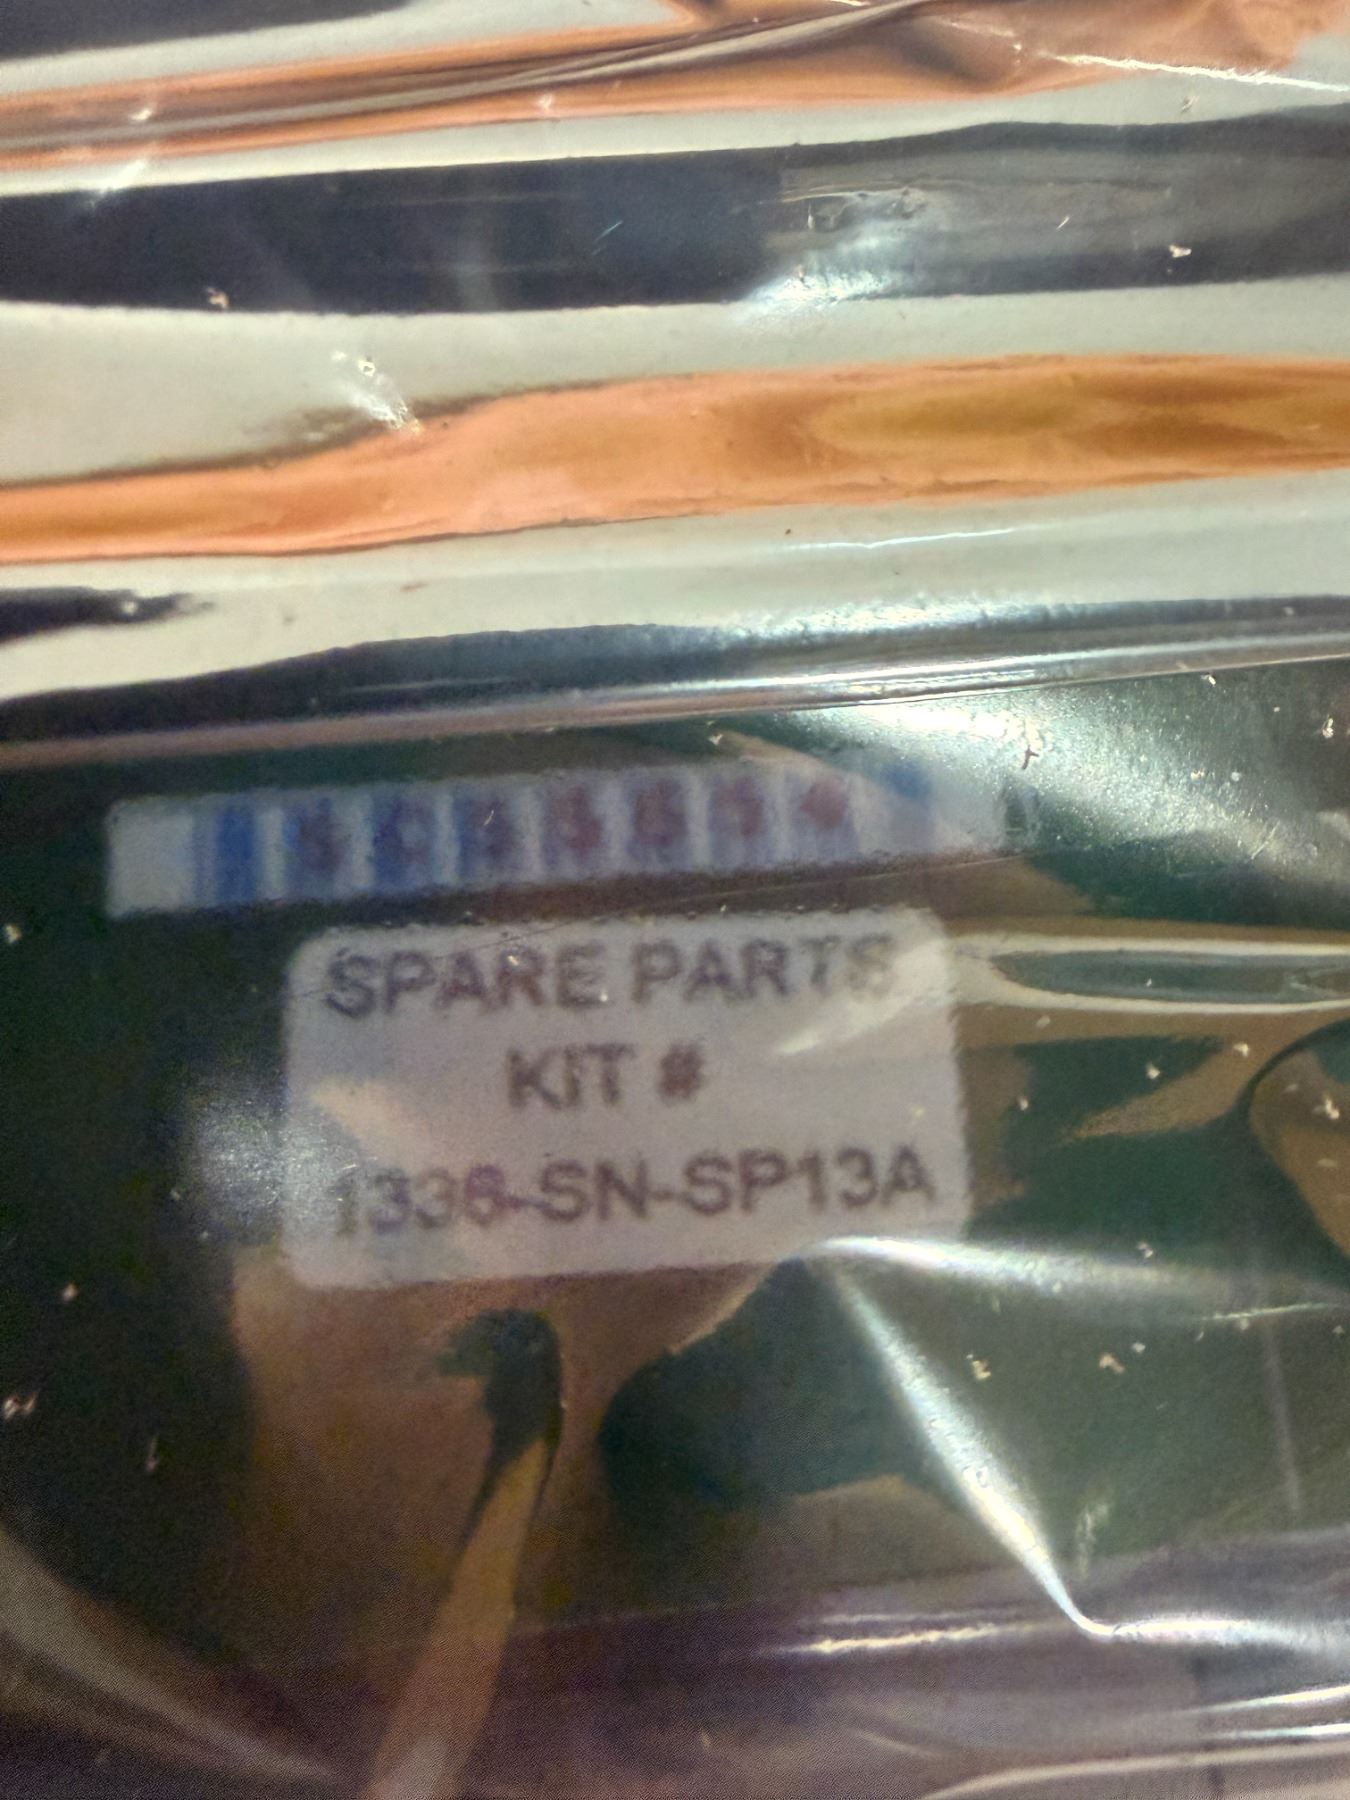 SPARE PARTS
KIT #
1336-SN-SP13A